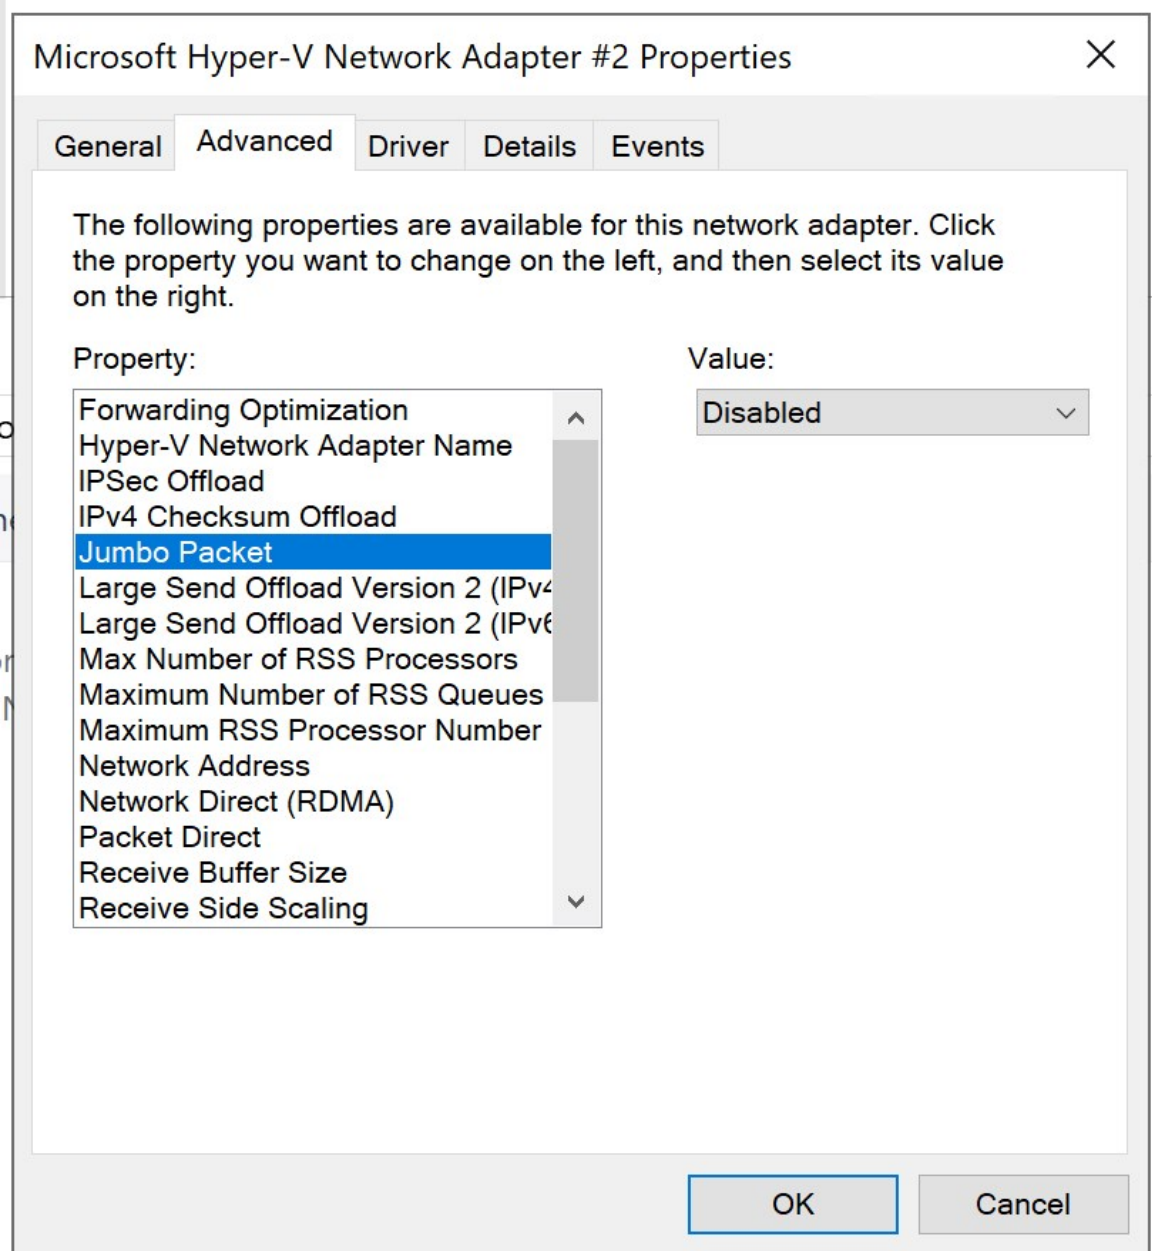 Microsoft Hyper-V Network Adapter #2 Properties
General
Advanced
Driver
Details
Events
The following properties are available for this network adapter. Click
the property you want to change on the left, and then select its value
on the right.
Property:
Value:
Forwarding Optimization
Hyper-V Network Adapter Name
IPSec Offload
IPv4 Checksum Offload
Jumbo Packet
Large Send Offload Version 2 (IPv4
Large Send Offload Version 2 (IPv6
Max Number of RSS Processors
Maximum Number of RSS Queues
Maximum RSS Processor Number
Network Address
Network Direct (RDMA)
Packet Direct
Receive Buffer Size
Receive Side Scaling
Disabled
OK
Cancel